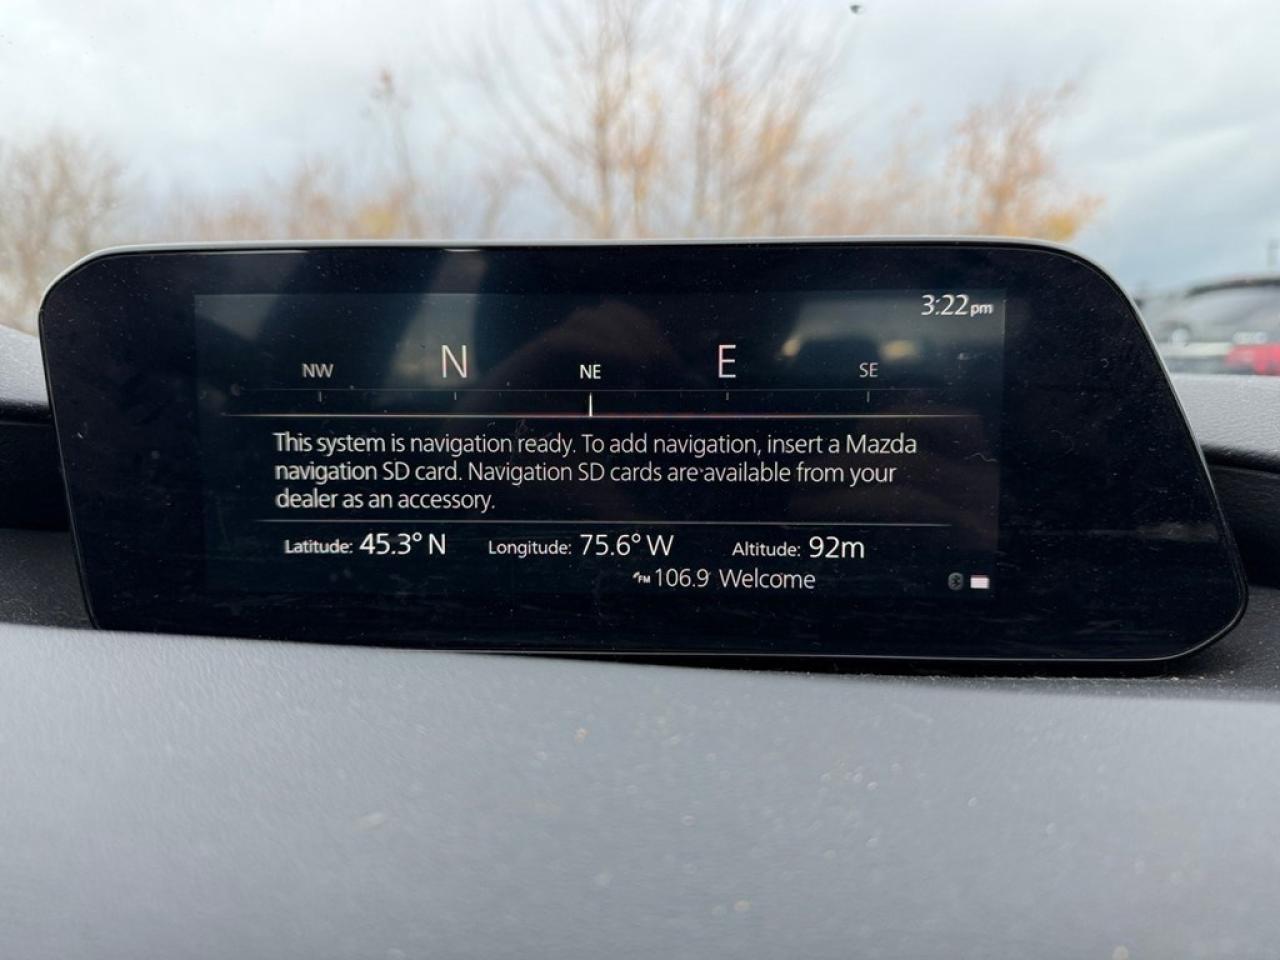 3:22pm
NW N NE E SE
This system is navigation ready. To add navigation, insert a Mazda
navigation SD card. Navigation SD cards are available from your
dealer as an accessory.
Latitude: 45.3° N Longitude: 75.6° W Altitude: 92m
FM 106.9 Welcome